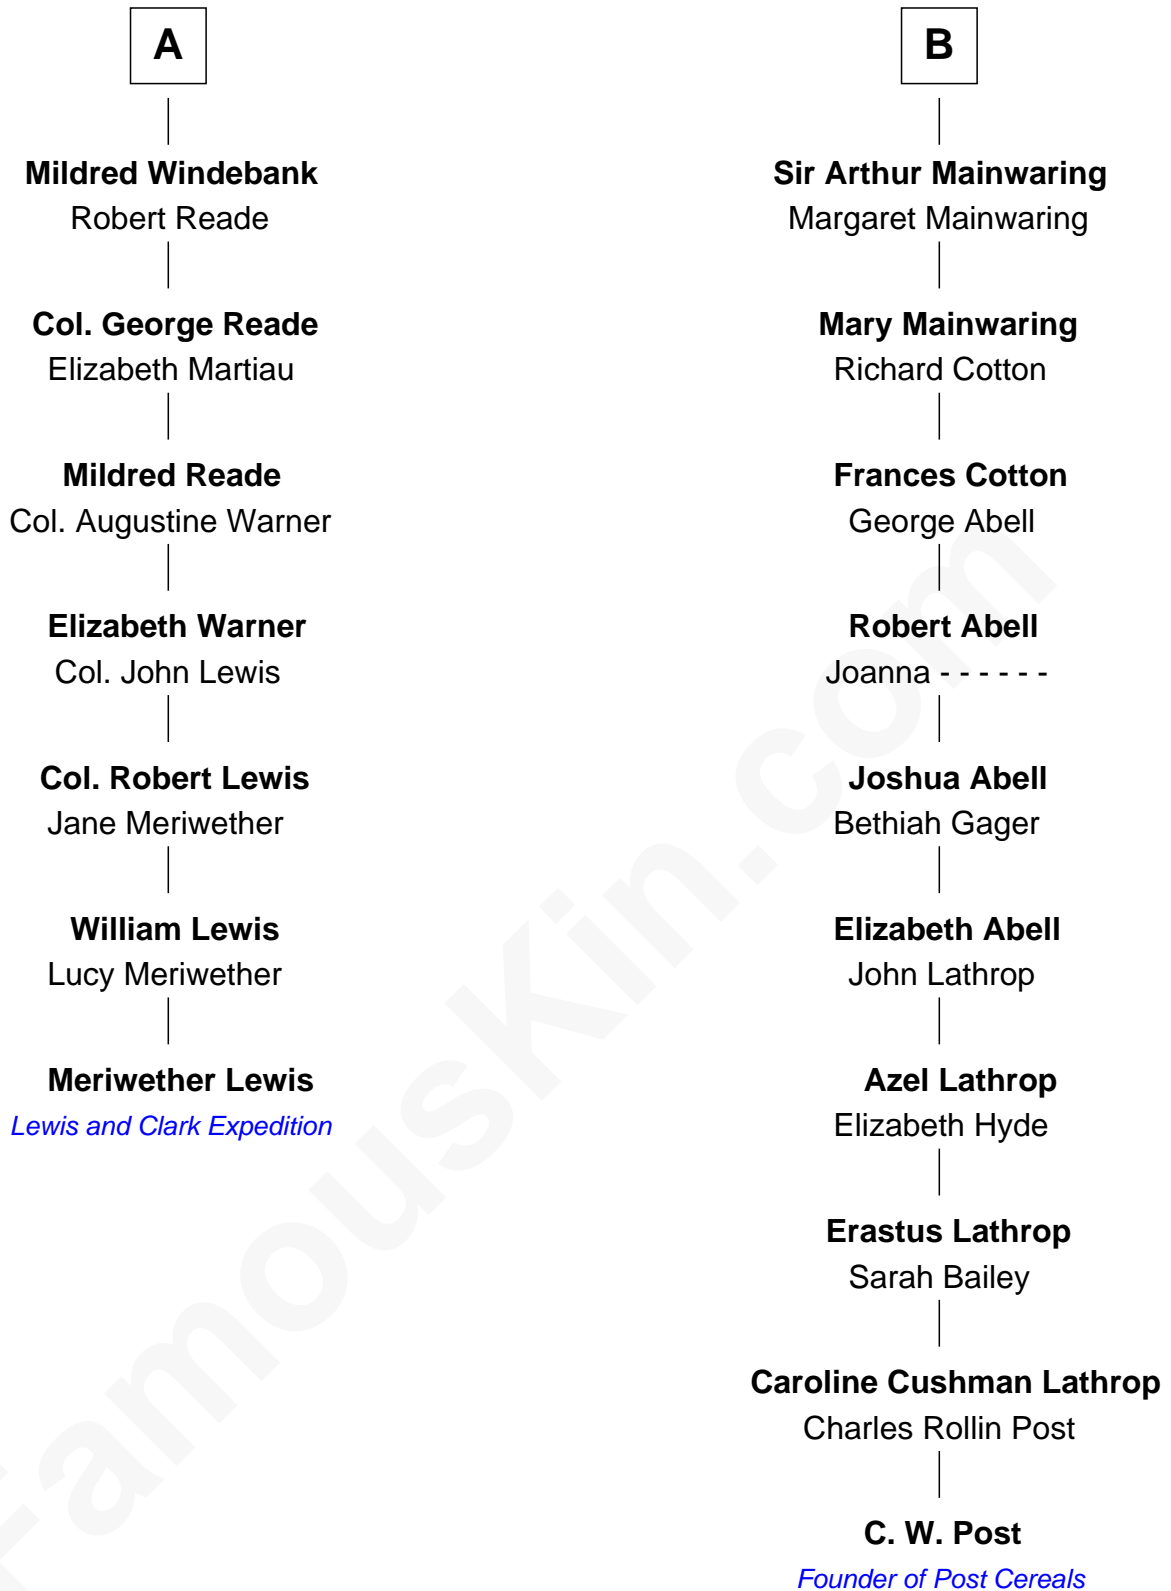 A
Mildred Windebank
Robert Reade
Col. George Reade
Elizabeth Martiau
Mildred Reade
Col. Augustine Warner
Elizabeth Warner
Col. John Lewis
Col. Robert Lewis
Jane Meriwether
William Lewis
Lucy Meriwether
Meriwether Lewis
Lewis and Clark Expedition
B
Sir Arthur Mainwaring
Margaret Mainwaring
Mary Mainwaring
Richard Cotton
Frances Cotton
George Abell
Robert Abell
Joanna - - - - - -
Joshua Abell
Bethiah Gager
Elizabeth Abell
John Lathrop
Azel Lathrop
Elizabeth Hyde
Erastus Lathrop
Sarah Bailey
Caroline Cushman Lathrop
Charles Rollin Post
C. W. Post
Founder of Post Cereals
FamousKin.com